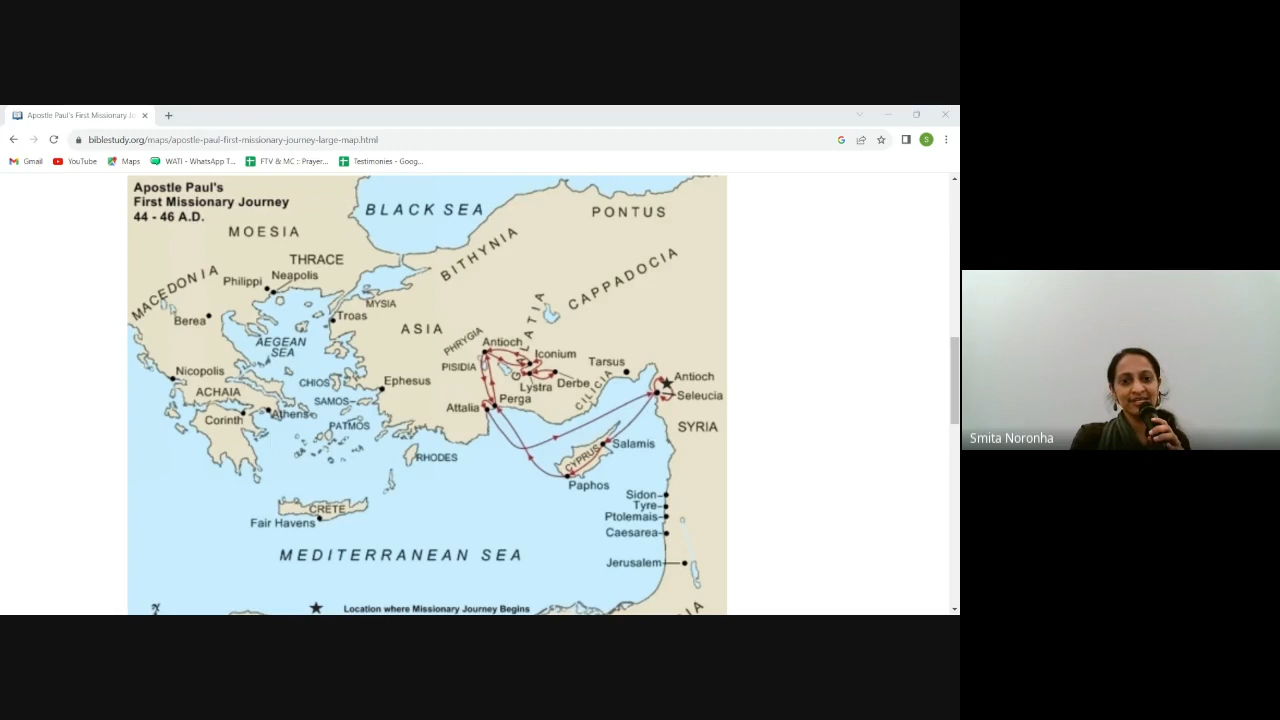 Apostle Paul's First Missionary Jo
biblestudy.org/maps/apostle-paul-first-missionary-journey-large-map.html
Gmail YouTube Maps WATI - WhatsApp T... FTV & MC :: Prayer... Testimonies - Goog...
S
Apostle Paul's
First Missionary Journey
44 - 46 A.D.
BLACK SEA
PONTUS
MOESIA
BITHYNIA
THRACE
CAPPADOCIA
MACEDONIA
Philippi
Neapolis
MYSIA
Troas
Berea
ASIA
GALATIA
PHRYGIA
Antioch
AEGEAN
SEA
Iconium
PISIDIA
Tarsus
Nicopolis
CHIOS
Ephesus
Lystra
Derbe
Antioch
ACHAIA
CILICIA
Seleucia
SAMOS
Attalia
Perga
Corinth
Athens
PATMOS
SYRIA
Salamis
RHODES
CYPRUS
Paphos
Sidon
Tyre
CRETE
Ptolemais
Fair Havens
Caesarea
MEDITERRANEAN SEA
Jerusalem
Location where Missionary Journey Begins
Smita Noronha